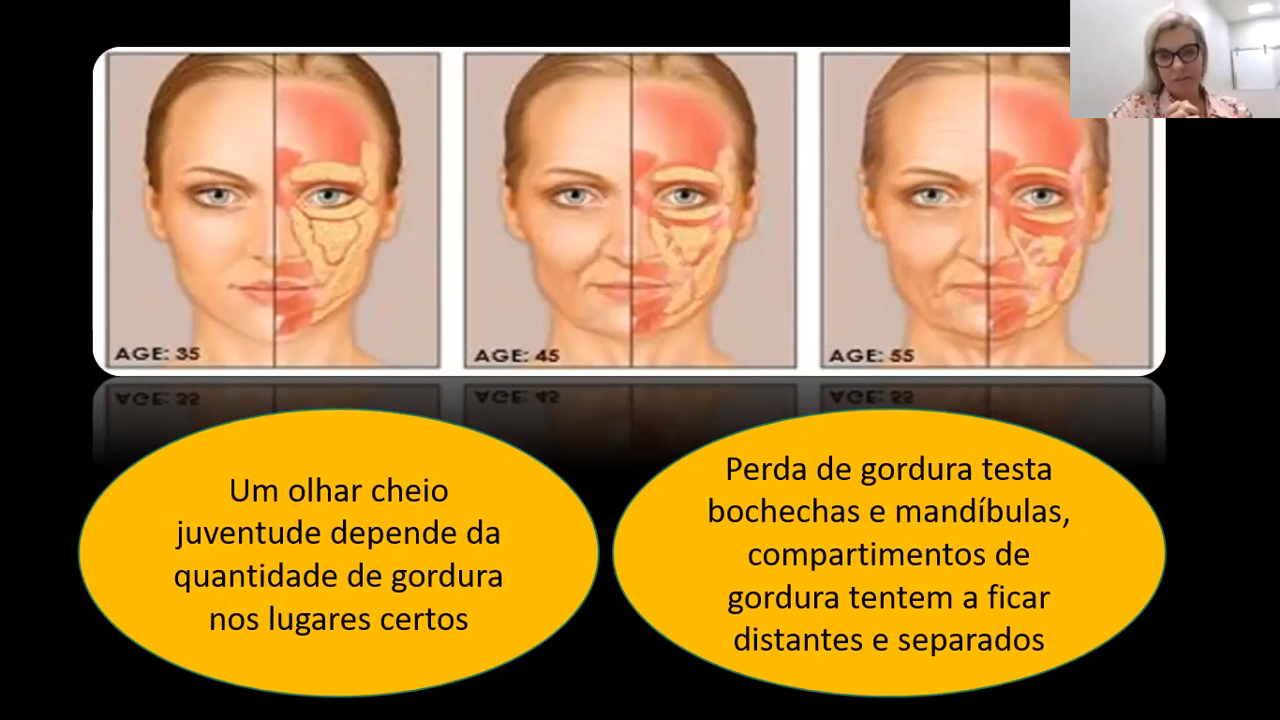 AGE: 35
AGE: 45
AGE: 55
Um olhar cheio
juventude depende da
quantidade de gordura
nos lugares certos
Perda de gordura testa
bochechas e mandíbulas,
compartimentos de
gordura tentem a ficar
distantes e separados